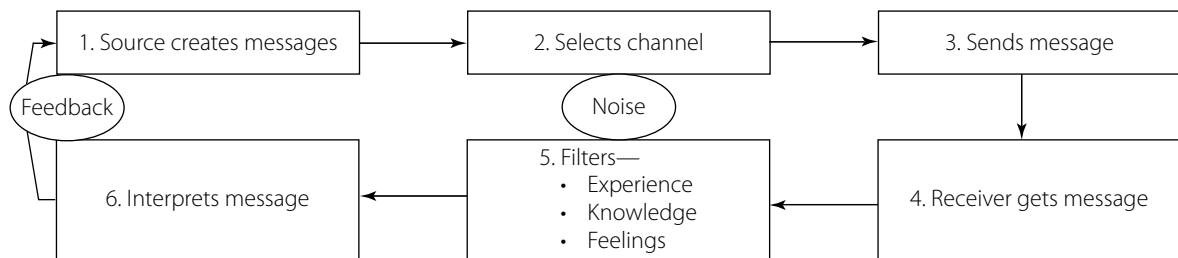 1. Source creates messages
2. Selects channel
3. Sends message
Feedback
Noise
6. Interprets message
5. Filters—
• Experience
• Knowledge
• Feelings
4. Receiver gets message